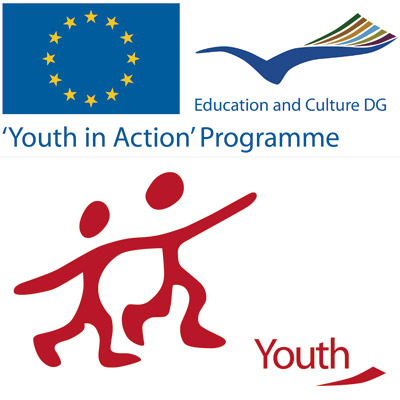 Education and Culture DG
‘Youth in Action’ Programme
Youth